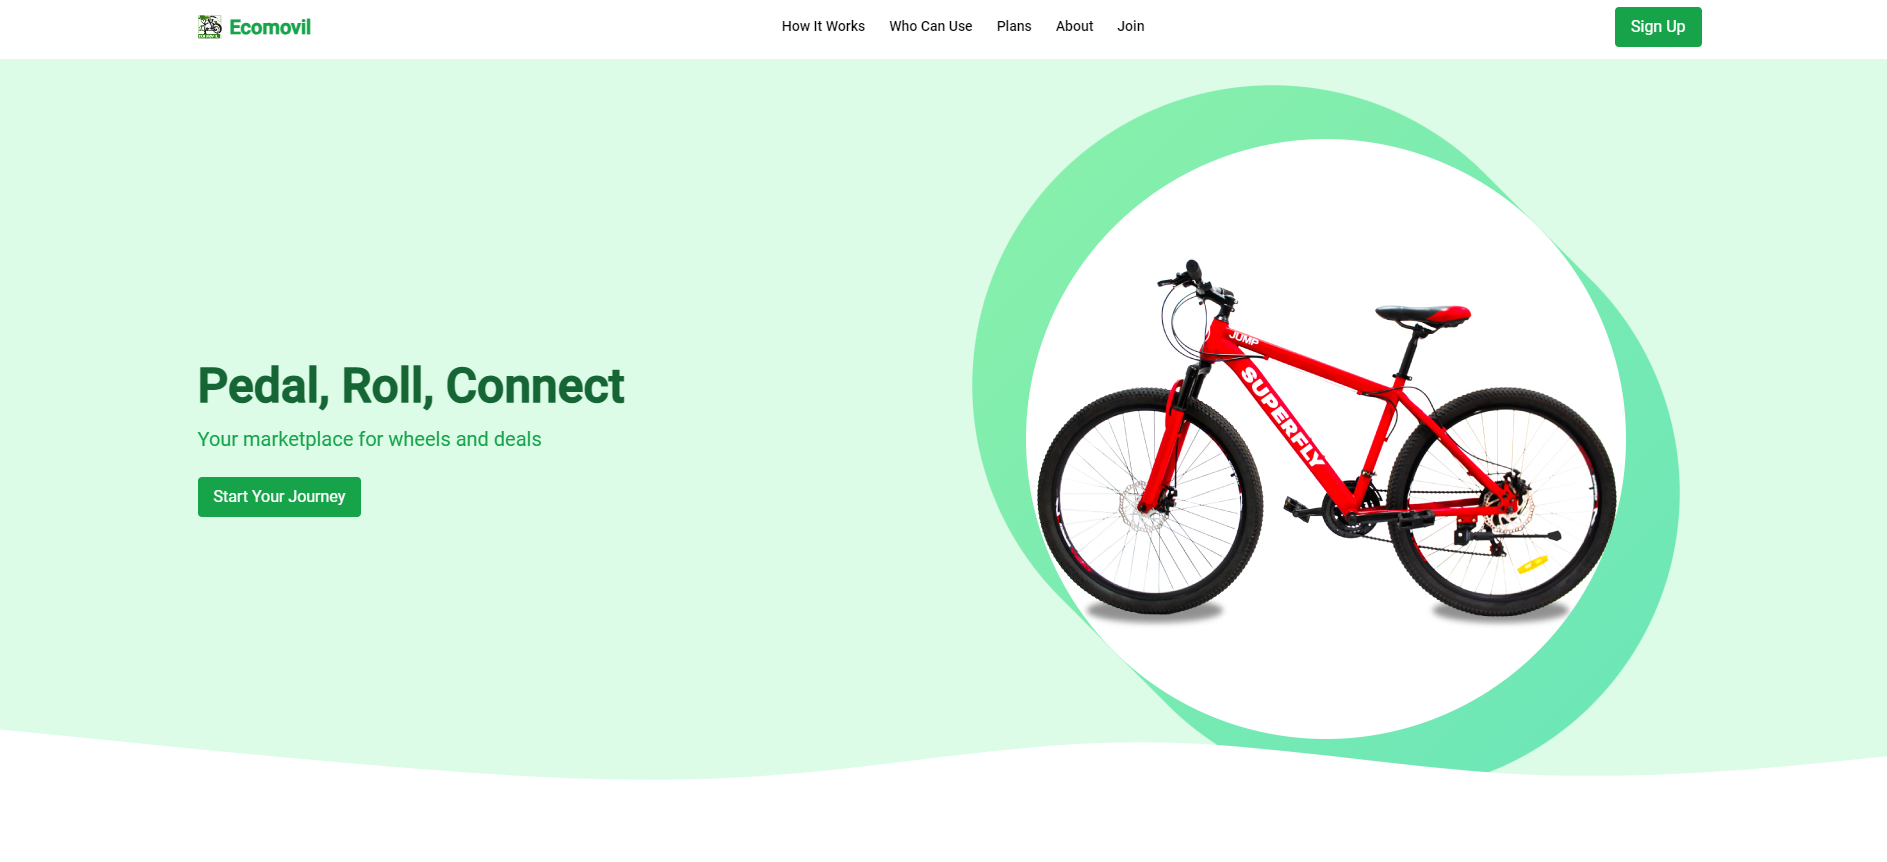 Ecomovil
How It Works
Who Can Use
Plans
About
Join
Sign Up
Pedal, Roll, Connect
Your marketplace for wheels and deals
Start Your Journey
JUMP
SUPERFLY